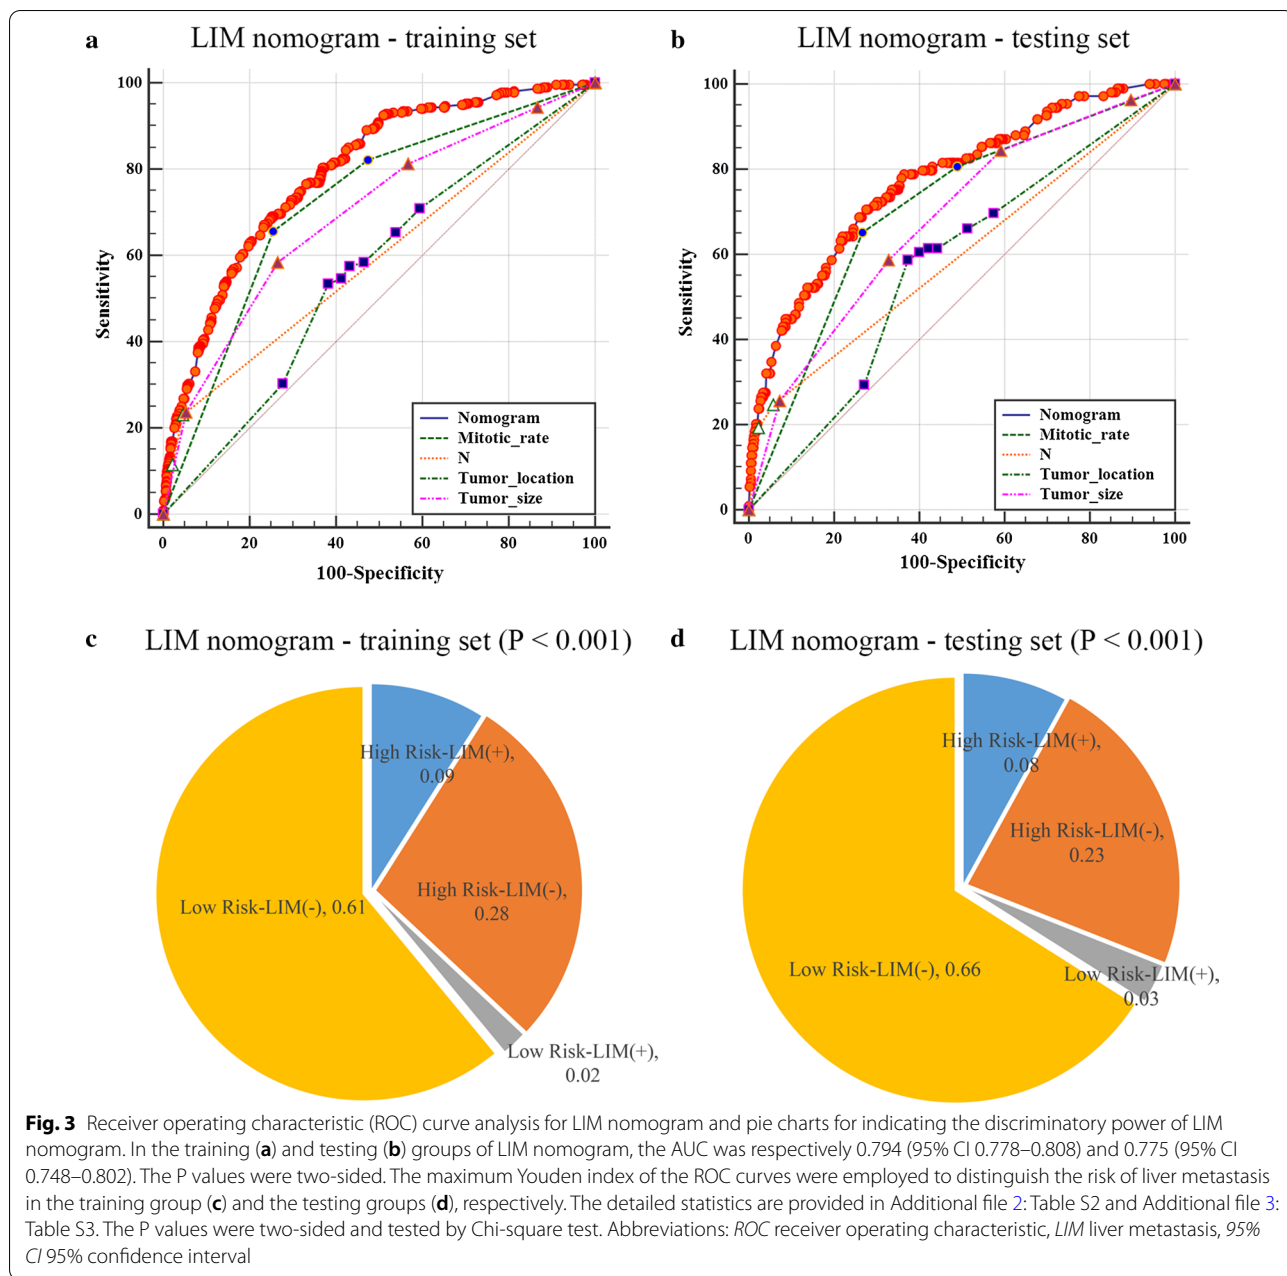 a
LIM nomogram - training set
100
80
60
40
20
0
Sensitivity
0 20 40 60 80 100
100-Specificity
Nomogram
Mitotic_rate
N
Tumor_location
Tumor_size
b
LIM nomogram - testing set
100
80
60
40
20
0
Sensitivity
0 20 40 60 80 100
100-Specificity
Nomogram
Mitotic_rate
N
Tumor_location
Tumor_size
c
LIM nomogram - training set (P < 0.001)
High Risk-LIM(+),
0.09
High Risk-LIM(-),
0.28
Low Risk-LIM(-), 0.61
Low Risk-LIM(+),
0.02
d
LIM nomogram - testing set (P < 0.001)
High Risk-LIM(+),
0.08
High Risk-LIM(-),
0.23
Low Risk-LIM(-), 0.66
Low Risk-LIM(+),
0.03
Fig. 3 Receiver operating characteristic (ROC) curve analysis for LIM nomogram and pie charts for indicating the discriminatory power of LIM
nomogram. In the training (a) and testing (b) groups of LIM nomogram, the AUC was respectively 0.794 (95% CI 0.778–0.808) and 0.775 (95% CI
0.748–0.802). The P values were two-sided. The maximum Youden index of the ROC curves were employed to distinguish the risk of liver metastasis
in the training group (c) and the testing groups (d), respectively. The detailed statistics are provided in Additional file 2: Table S2 and Additional file 3:
Table S3. The P values were two-sided and tested by Chi-square test. Abbreviations: ROC receiver operating characteristic, LIM liver metastasis, 95%
CI 95% confidence interval